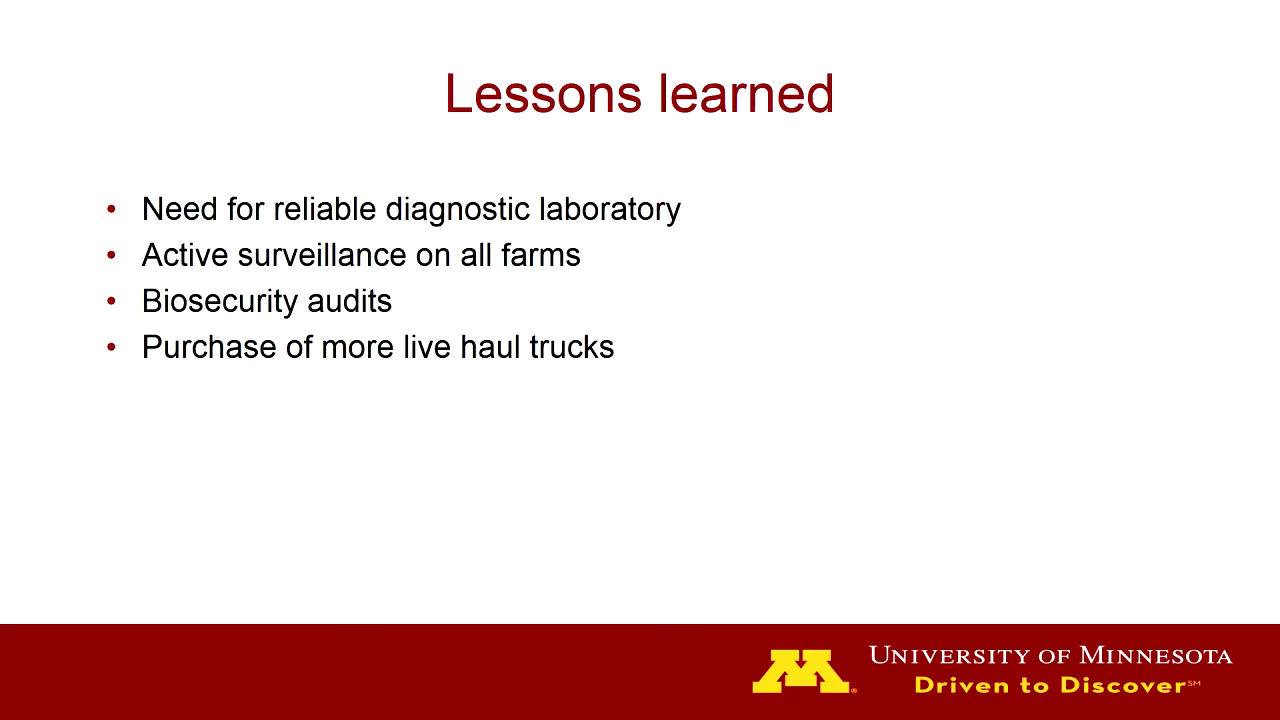 Lessons learned
• Need for reliable diagnostic laboratory
• Active surveillance on all farms
• Biosecurity audits
• Purchase of more live haul trucks
M®
UNIVERSITY OF MINNESOTA
Driven to Discover℠